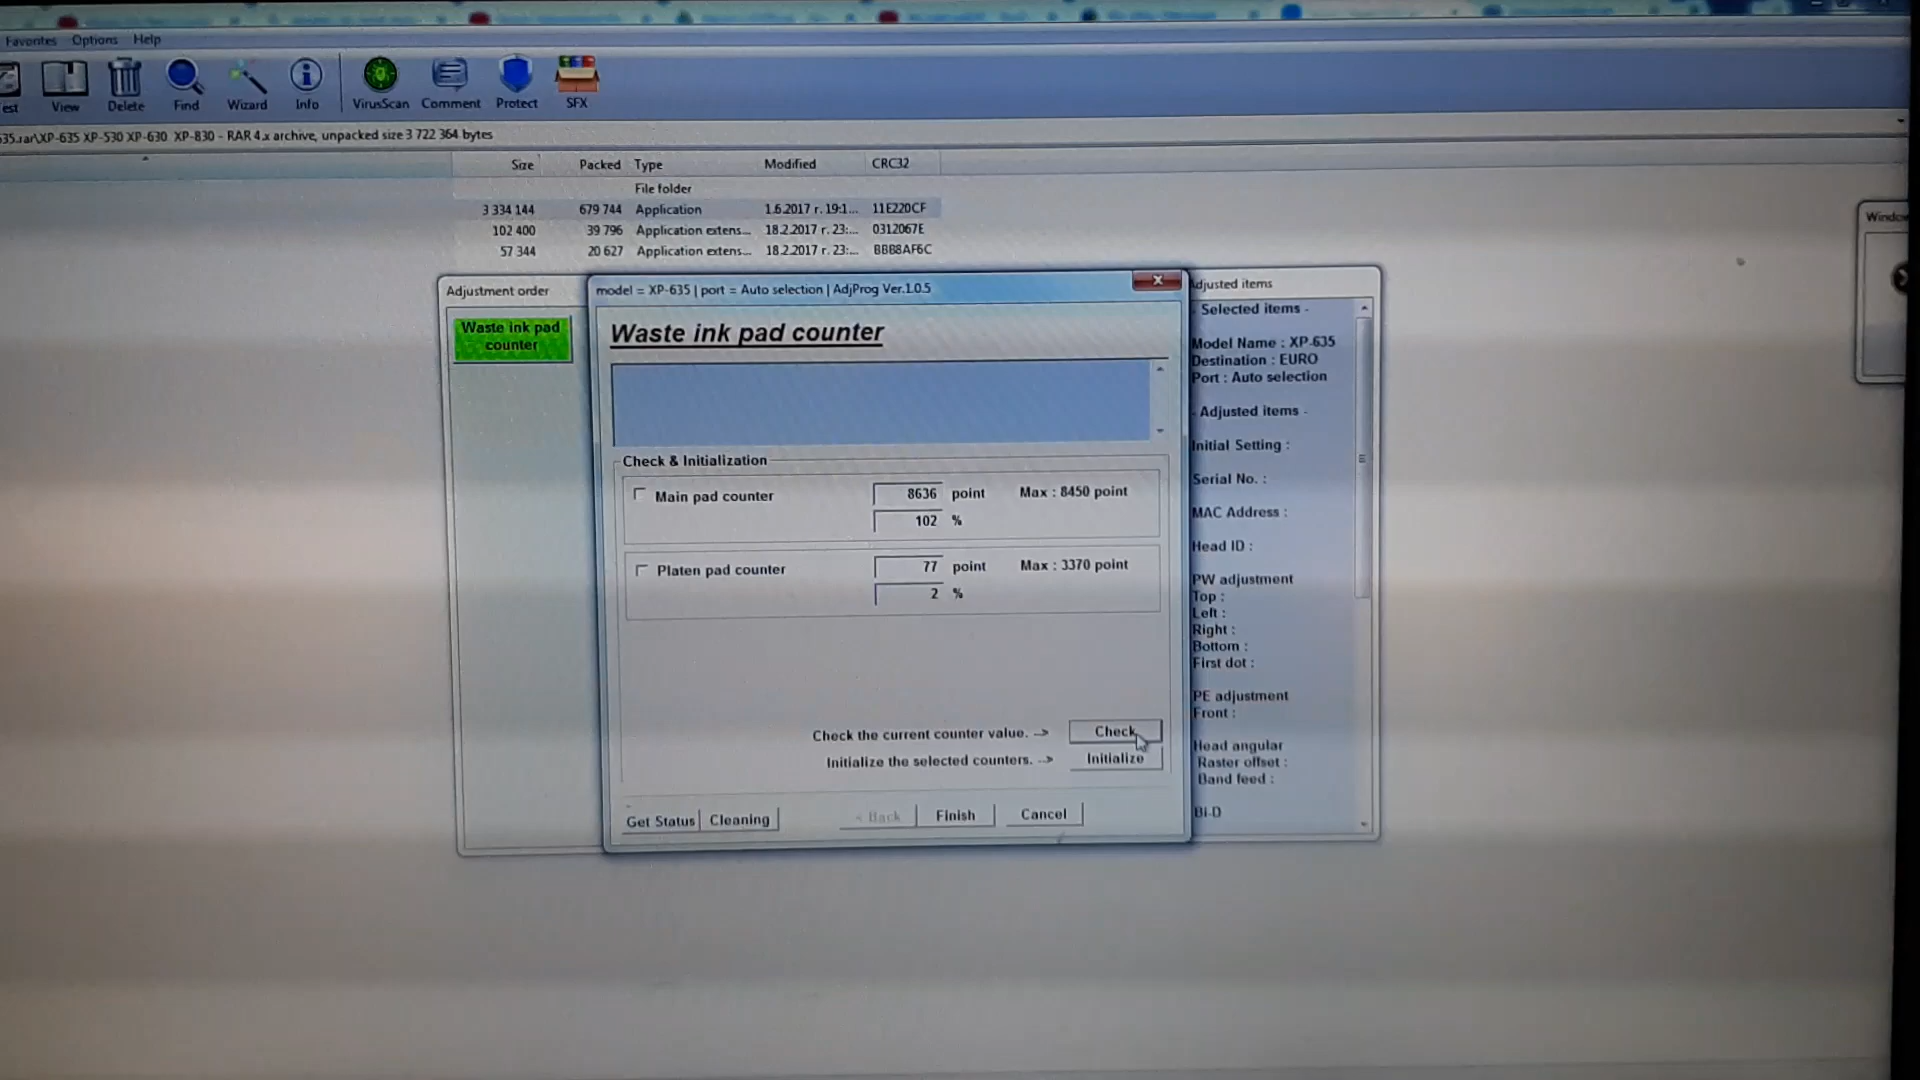 Favorites Options Help
est View Delete Find Wizard Info VirusScan Comment Protect SFX
35.rar\XP-635 XP-530 XP-630 XP-830 - RAR 4.x archive, unpacked size 3 722 364 bytes
Size Packed Type Modified CRC32
File folder
3 334 144 679 744 Application 1.6.2017 г. 19:1... 11E220CF
102 400 39 796 Application extens... 18.2.2017 г. 23:... 0312067E
57 344 20 627 Application extens... 18.2.2017 г. 23:... BBB8AF6C
Window
Adjustment order
Waste ink pad
counter
model = XP-635 | port = Auto selection | AdjProg Ver.1.0.5
Waste ink pad counter
Check & Initialization
Main pad counter 8636 point Max : 8450 point
102 %
Platen pad counter 77 point Max : 3370 point
2 %
Check the current counter value. --> Check
Initialize the selected counters. --> Initialize
Get Status Cleaning < Back Finish Cancel
Adjusted items
- Selected items -
Model Name : XP-635
Destination : EURO
Port : Auto selection
- Adjusted items -
Initial Setting :
Serial No. :
MAC Address :
Head ID :
PW adjustment
Top :
Left :
Right :
Bottom :
First dot :
PE adjustment
Front :
Head angular
Raster offset :
Band feed :
Bi-D